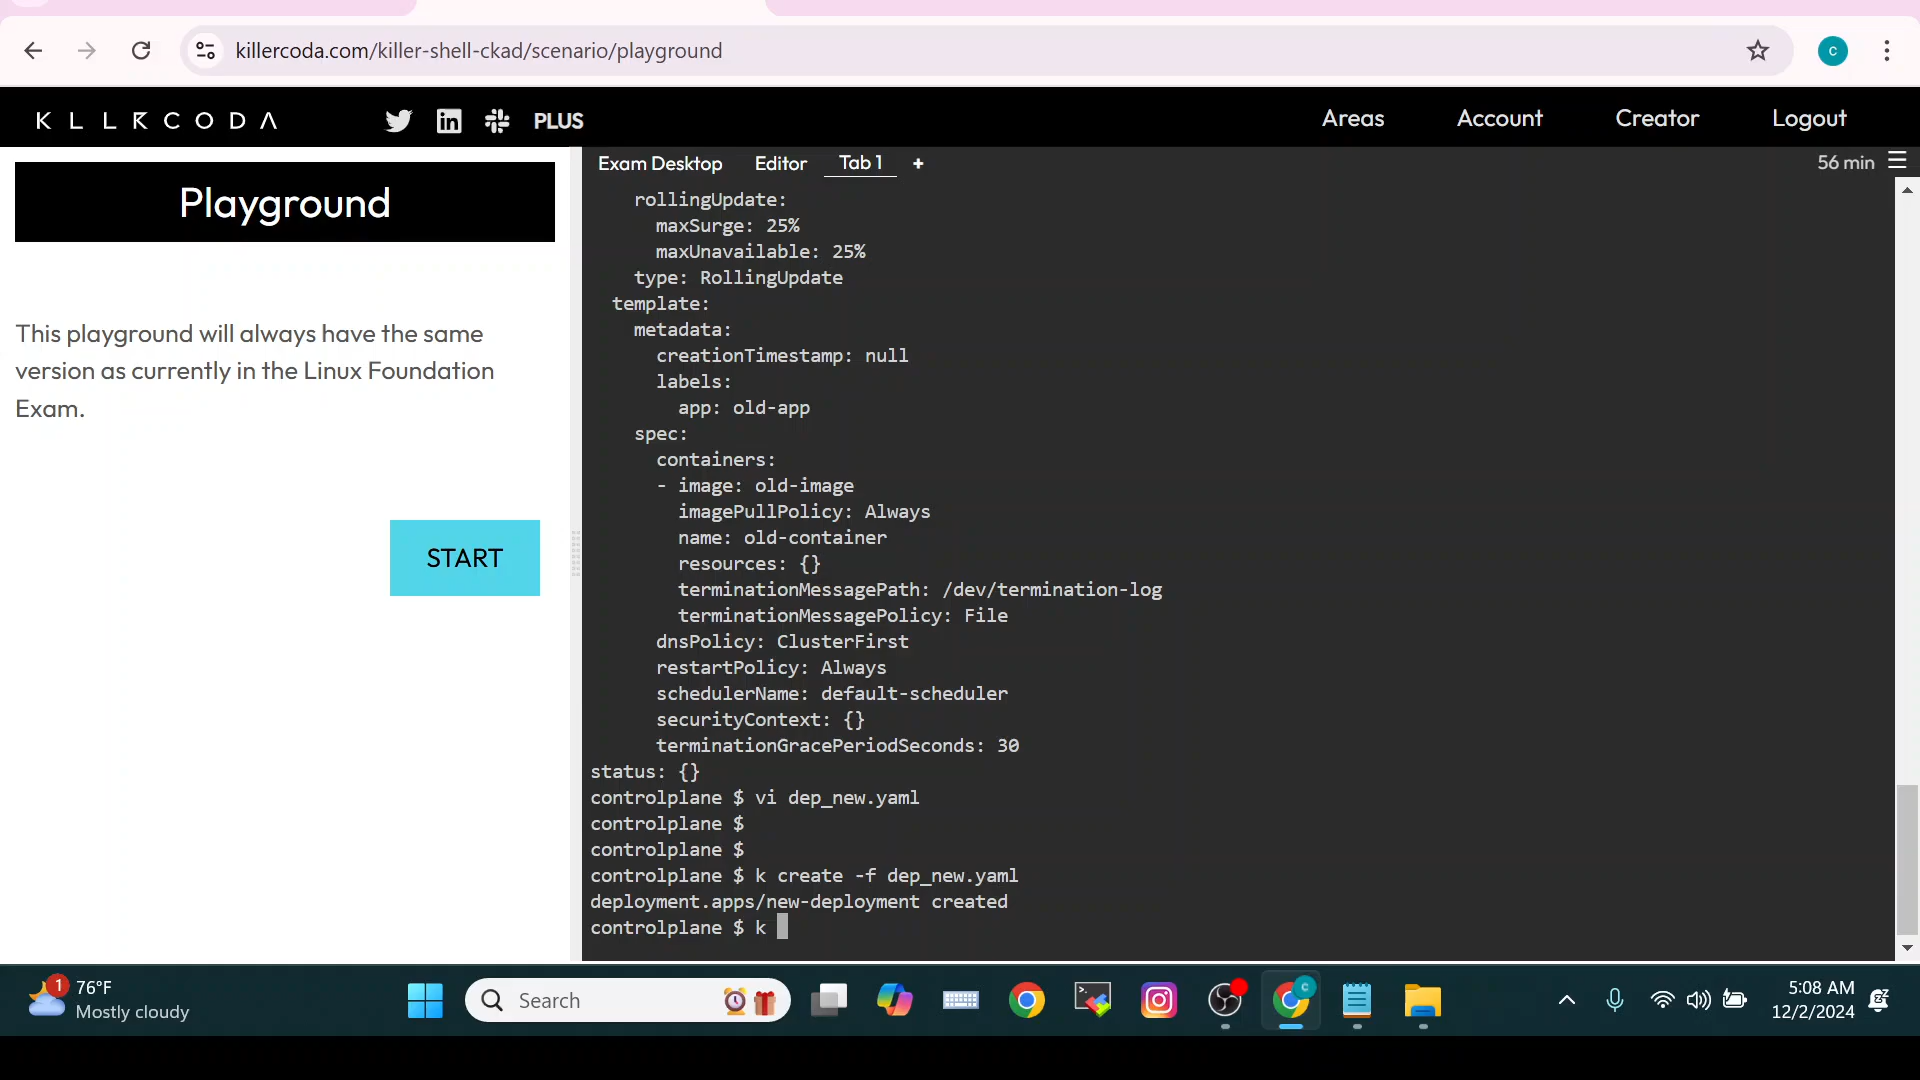 killercoda.com/killer-shell-ckad/scenario/playground
c
KLLRCODA
PLUS
Areas
Account
Creator
Logout
Playground
This playground will always have the same
version as currently in the Linux Foundation
Exam.
START
Exam Desktop
Editor
Tab 1
+
56 min
rollingUpdate:
maxSurge: 25%
maxUnavailable: 25%
type: RollingUpdate
template:
metadata:
creationTimestamp: null
labels:
app: old-app
spec:
containers:
- image: old-image
imagePullPolicy: Always
name: old-container
resources: {}
terminationMessagePath: /dev/termination-log
terminationMessagePolicy: File
dnsPolicy: ClusterFirst
restartPolicy: Always
schedulerName: default-scheduler
securityContext: {}
terminationGracePeriodSeconds: 30
status: {}
controlplane $ vi dep_new.yaml
controlplane $
controlplane $
controlplane $ k create -f dep_new.yaml
deployment.apps/new-deployment created
controlplane $ k
1
76°F
Mostly cloudy
Search
c
5:08 AM
12/2/2024